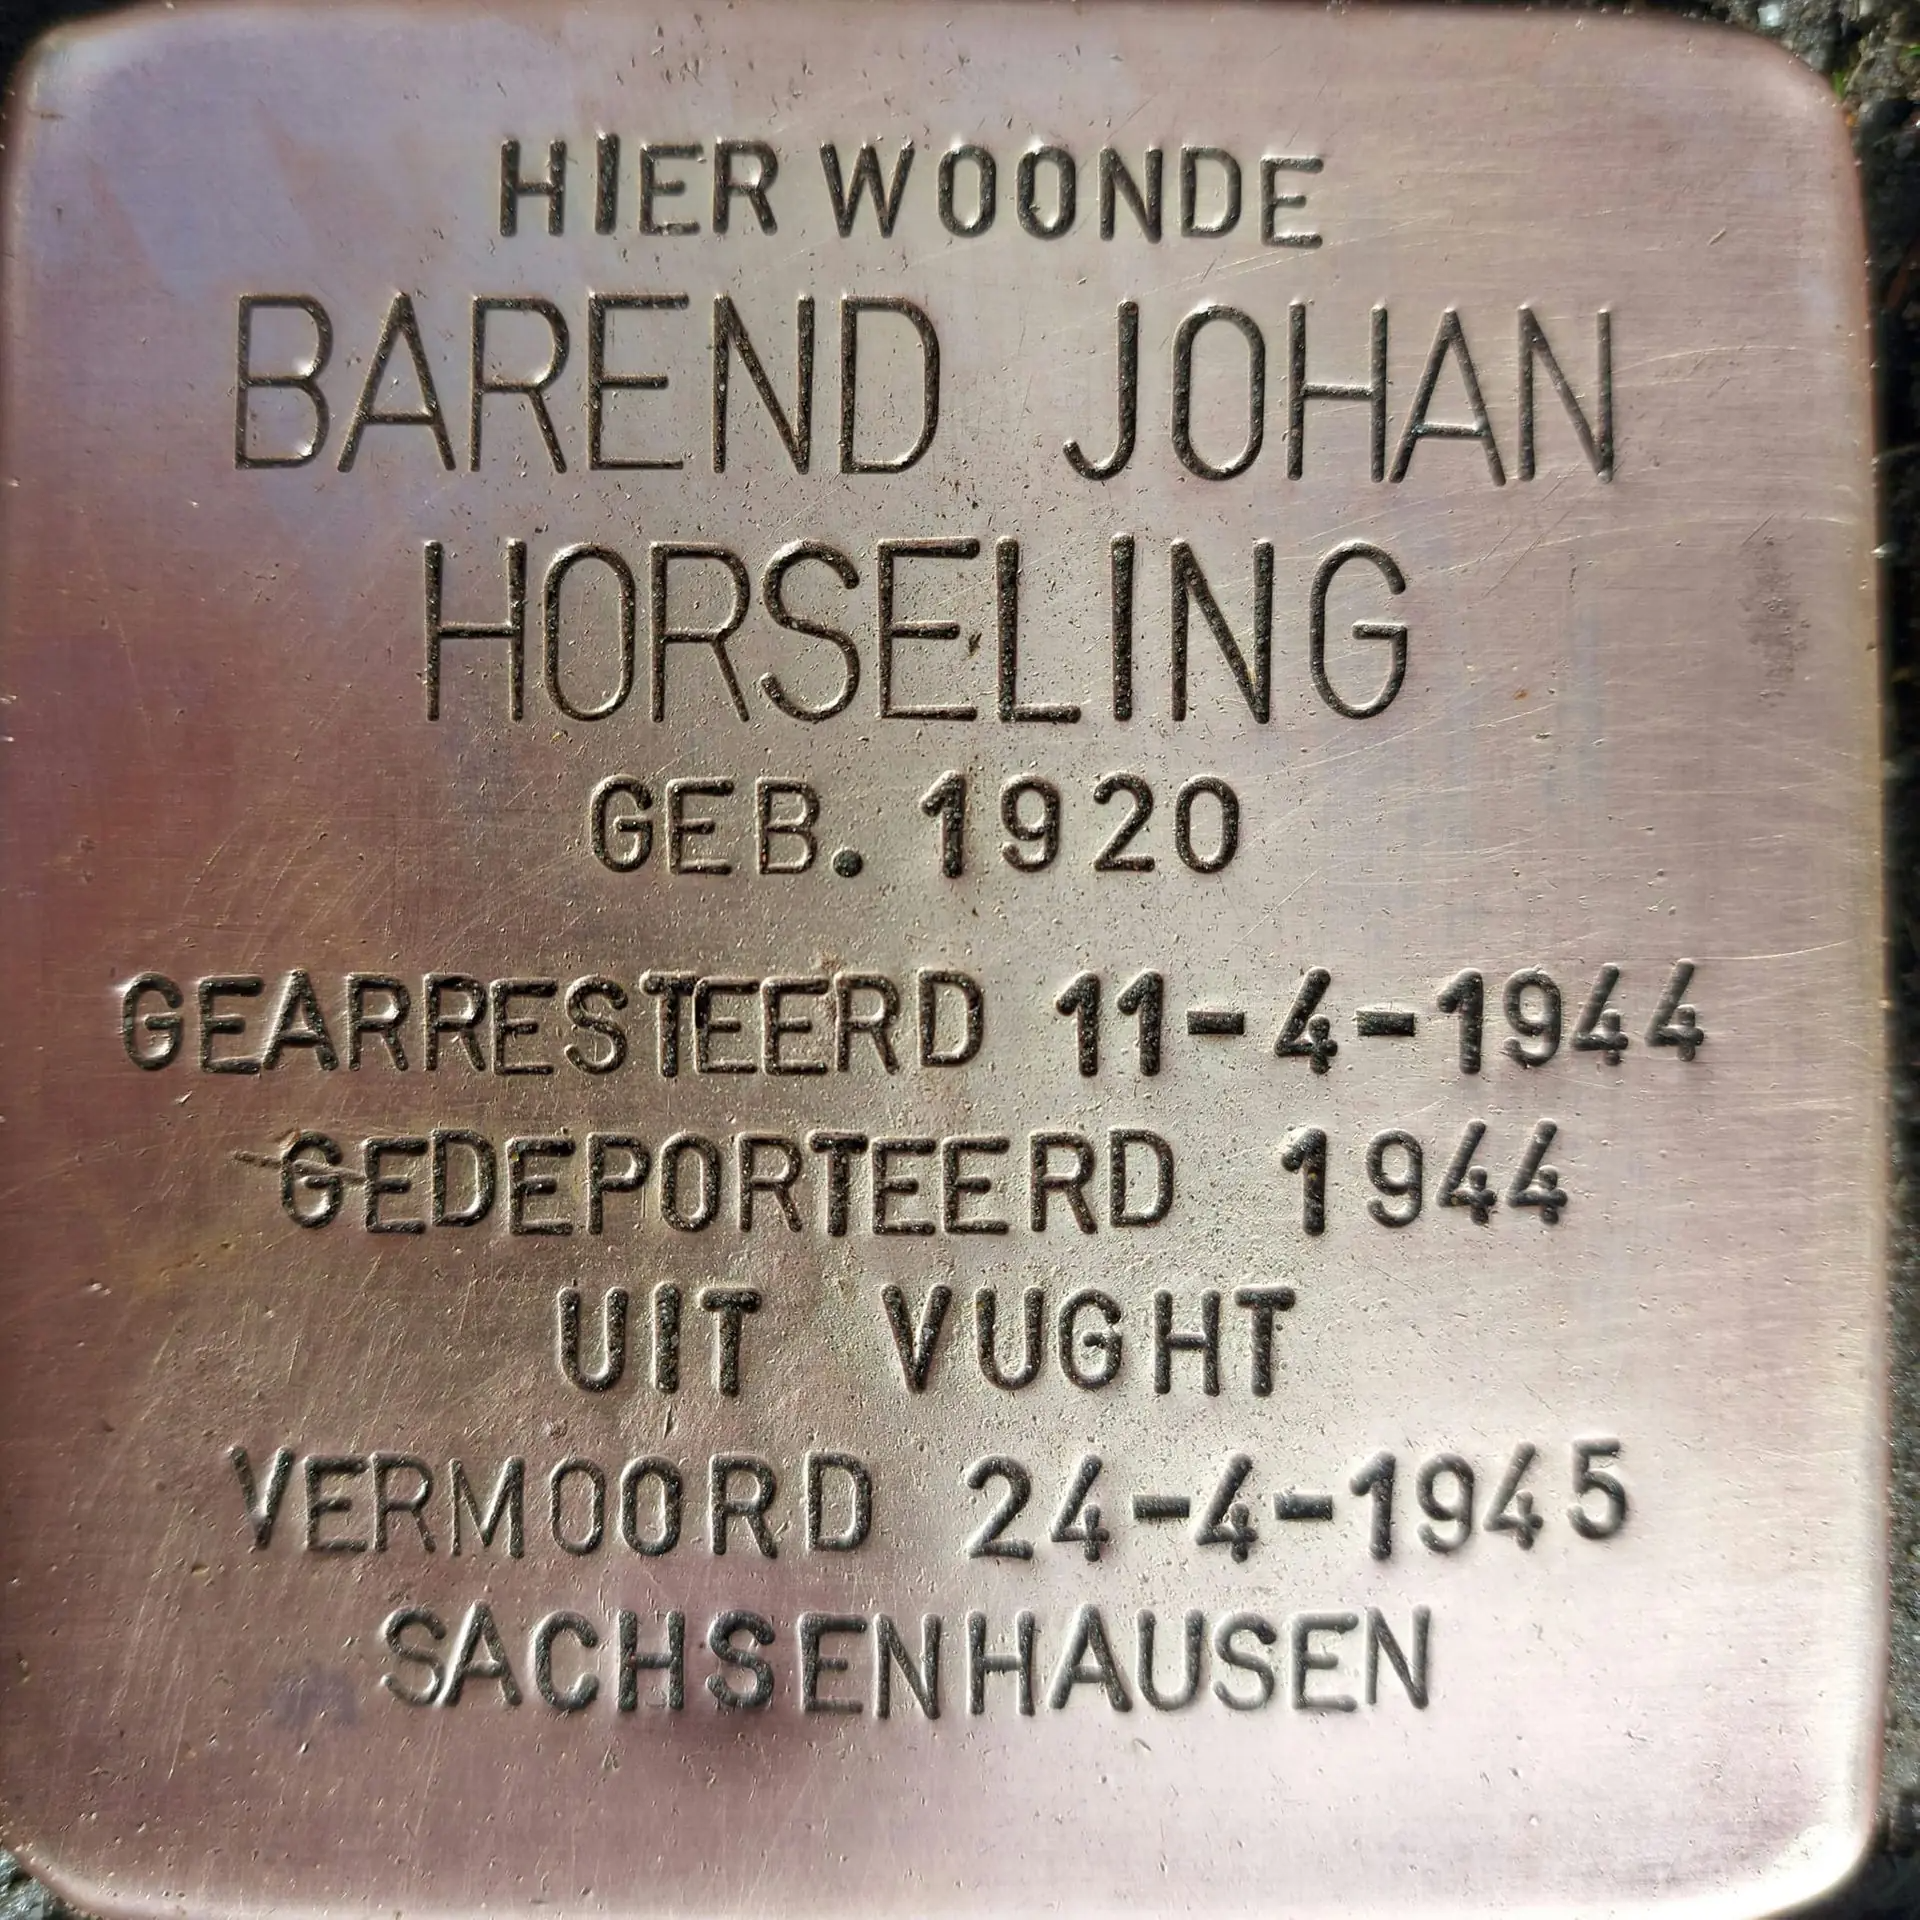 HIER WOONDE
BAREND JOHAN
HORSELING
GEB. 1920
GEARRESTEERD 11-4-1944
GEDEPORTEERD 1944
UIT VUGHT
VERMOORD 24-4-1945
SACHSENHAUSEN